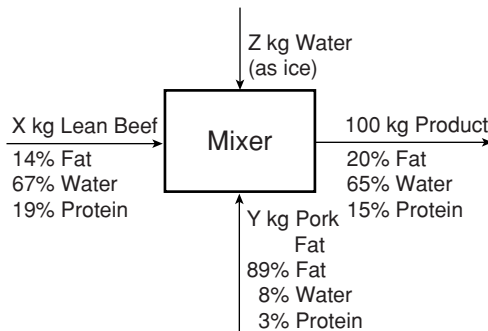 Z kg Water
(as ice)
X kg Lean Beef
14% Fat
67% Water
19% Protein
Mixer
100 kg Product
20% Fat
65% Water
15% Protein
Y kg Pork
Fat
89% Fat
8% Water
3% Protein